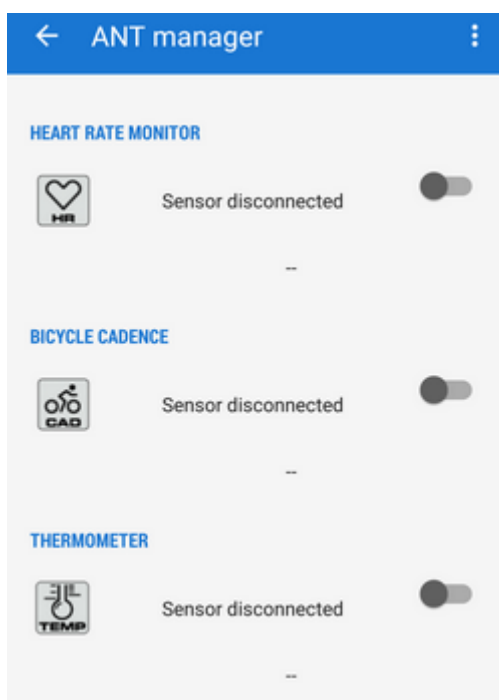 ANT manager
HEART RATE MONITOR
HR
Sensor disconnected
--
BICYCLE CADENCE
CAD
Sensor disconnected
--
THERMOMETER
TEMP
Sensor disconnected
--